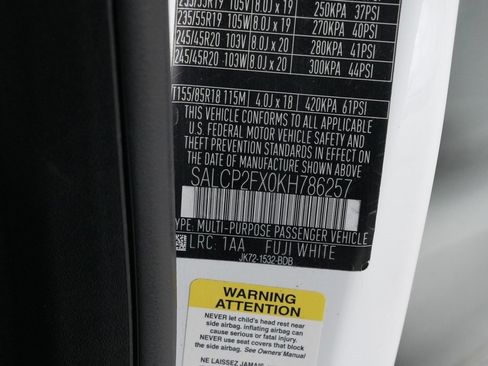 235/55R19 105V 8.0J x 19 250KPA 37PSI
235/55R19 105W 8.0J x 19 270KPA 40PSI
245/45R20 103V 8.0J x 20 280KPA 41PSI
245/45R20 103W 8.0J x 20 300KPA 44PSI
T155/85R18 115M 4.0J x 18 420KPA 61PSI
THIS VEHICLE CONFORMS TO ALL APPLICABLE
U.S. FEDERAL MOTOR VEHICLE SAFETY AND
THEFT PREVENTION STANDARDS IN EFFECT ON
THE DATE OF MANUFACTURE SHOWN ABOVE
SALCP2FX0KH786257
TYPE: MULTI-PURPOSE PASSENGER VEHICLE
LRC: 1AA FUJI WHITE
JK72-1532-BDB
WARNING
ATTENTION
NEVER let child's head rest near
side airbag, inflating airbag can
cause serious or fatal injury.
NEVER use seat covers that block
side airbag. See Owner's Manual
NE LAISSEZ JAMAIS